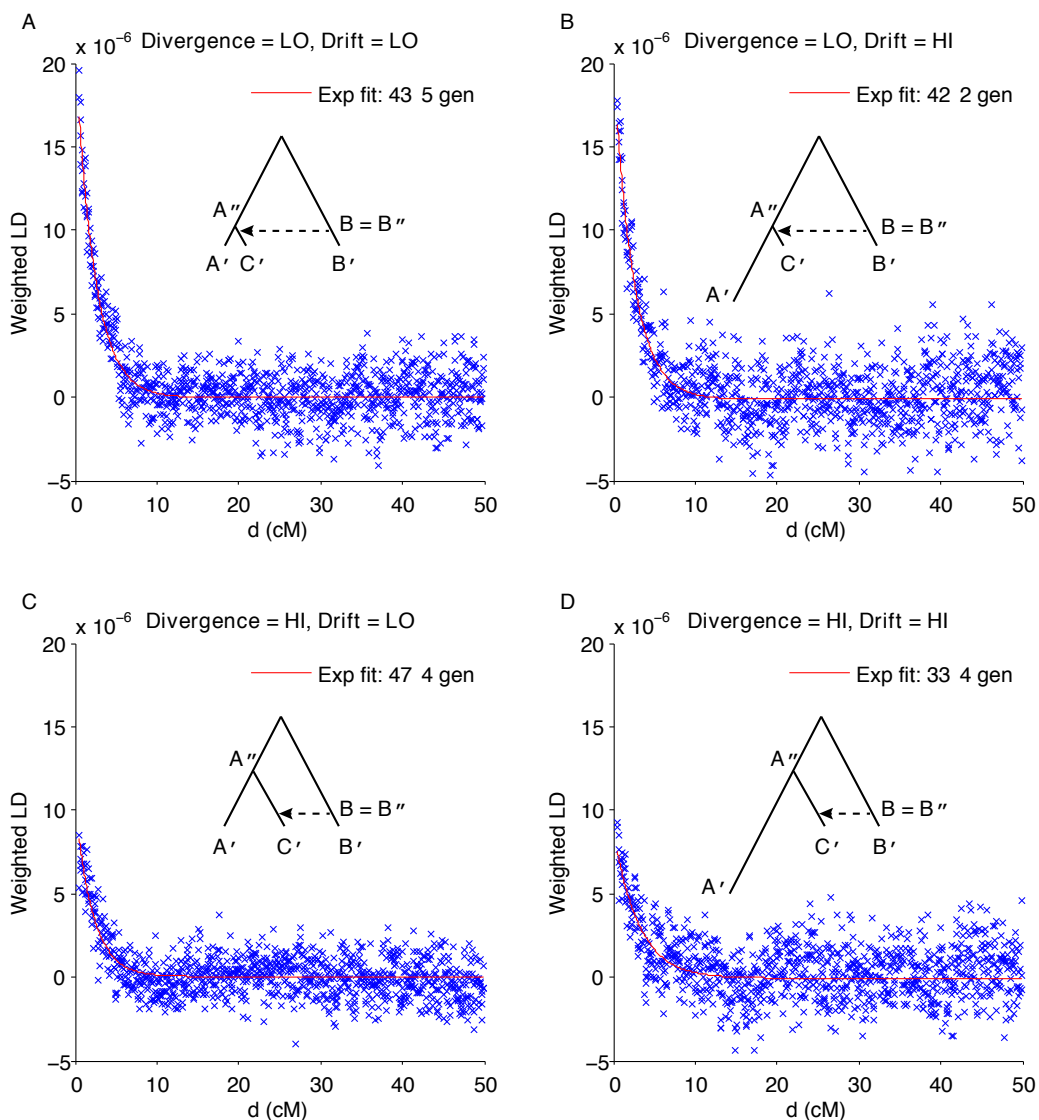 A
x 10⁻⁶ Divergence = LO, Drift = LO
20
15
10
5
0
−5
Weighted LD
Exp fit: 43 5 gen
A″
B = B″
A′ C′ B′
0 10 20 30 40 50
d (cM)
B
x 10⁻⁶ Divergence = LO, Drift = HI
20
15
10
5
0
−5
Weighted LD
Exp fit: 42 2 gen
A″
B = B″
C′ B′
A′
0 10 20 30 40 50
d (cM)
C
x 10⁻⁶ Divergence = HI, Drift = LO
20
15
10
5
0
−5
Weighted LD
Exp fit: 47 4 gen
A″
B = B″
A′ C′ B′
0 10 20 30 40 50
d (cM)
D
x 10⁻⁶ Divergence = HI, Drift = HI
20
15
10
5
0
−5
Weighted LD
Exp fit: 33 4 gen
A″
B = B″
C′ B′
A′
0 10 20 30 40 50
d (cM)